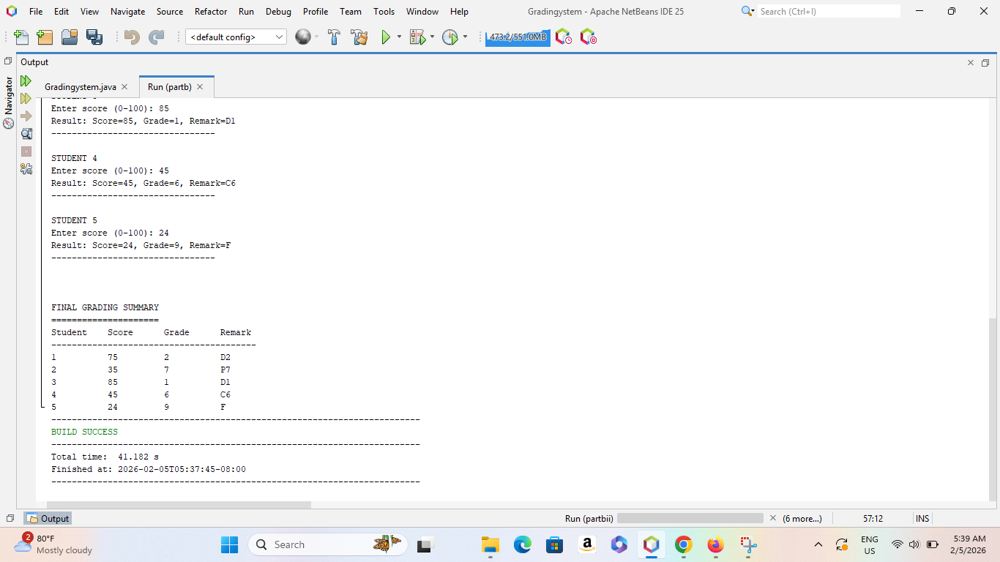 File Edit View Navigate Source Refactor Run Debug Profile Team Tools Window Help
Gradingystem - Apache NetBeans IDE 25
Search (Ctrl+I)
<default config>
473.2/551.0MB
Output
Navigator
Gradingystem.java
Run (partb)
Enter score (0-100): 85
Result: Score=85, Grade=1, Remark=D1
--------------------------------
STUDENT 4
Enter score (0-100): 45
Result: Score=45, Grade=6, Remark=C6
--------------------------------
STUDENT 5
Enter score (0-100): 24
Result: Score=24, Grade=9, Remark=F
--------------------------------
FINAL GRADING SUMMARY
=====================
Student Score Grade Remark
----------------------------------------
1 75 2 D2
2 35 7 P7
3 85 1 D1
4 45 6 C6
5 24 9 F
------------------------------------------------------------------------
BUILD SUCCESS
------------------------------------------------------------------------
Total time: 41.182 s
Finished at: 2026-02-05T05:37:45-08:00
------------------------------------------------------------------------
Output
Run (partbii)
(6 more...)
57:12
INS
2
80°F
Mostly cloudy
Search
ENG
US
5:39 AM
2/5/2026